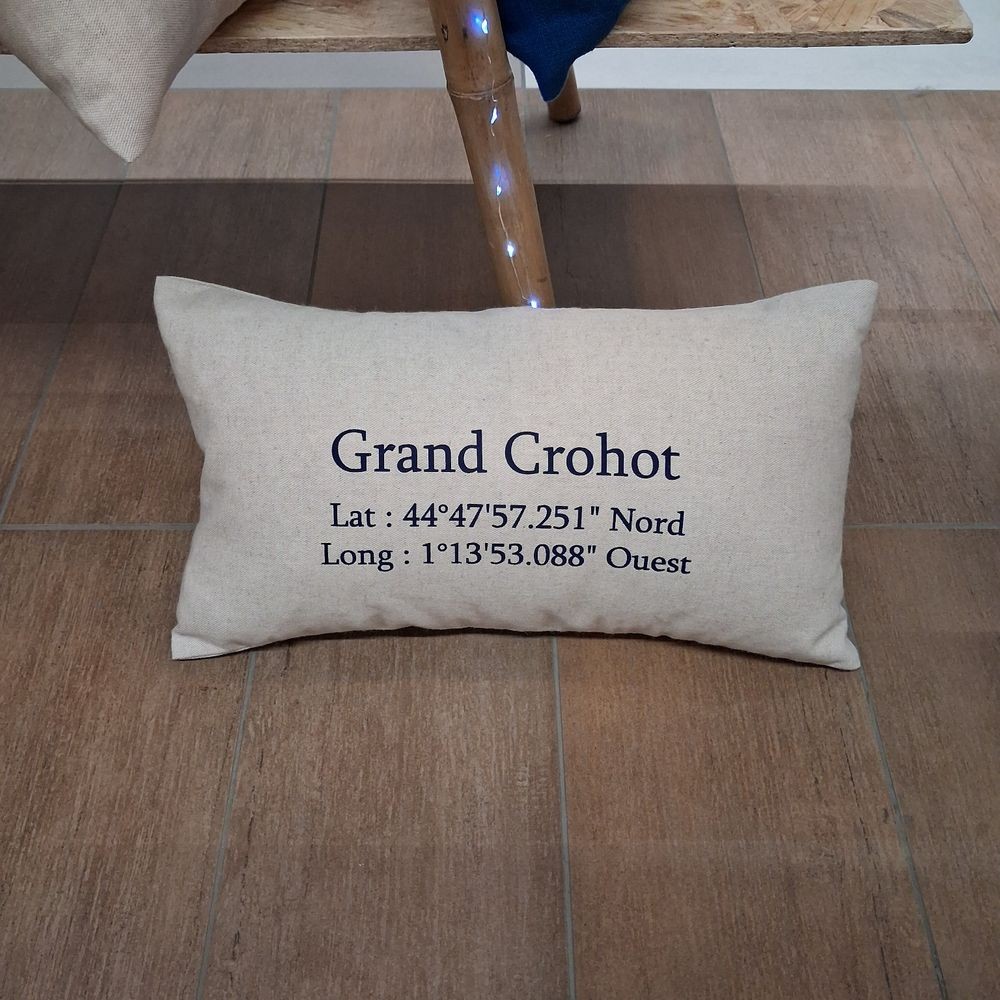 Grand Crohot
Lat : 44°47'57.251" Nord
Long : 1°13'53.088" Ouest